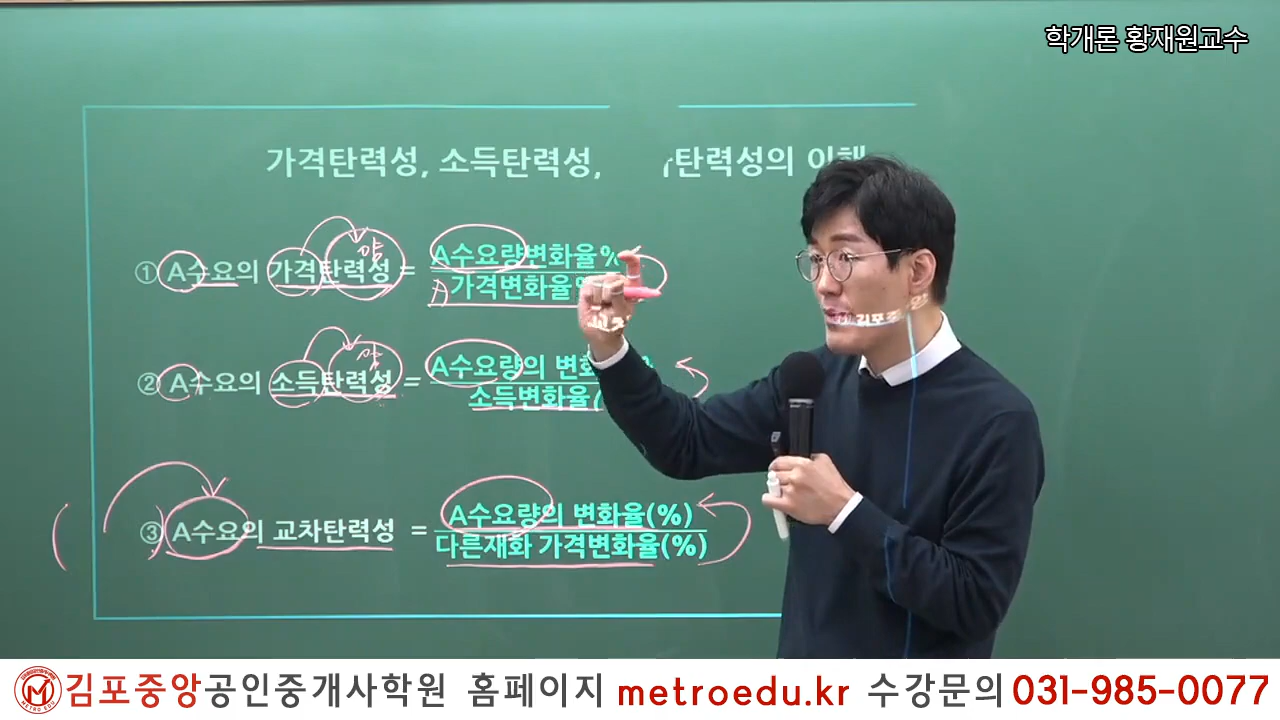 학개론 황재원교수
가격탄력성, 소득탄력성, 탄력성의 이해
① A수요의 가격탄력성 = A수요량변화율%
양
A 가격변화율%
② A수요의 소득탄력성 = A수요량의 변화 %
양
소득변화율(
③ A수요의 교차탄력성 = A수요량의 변화율(%)
다른재화 가격변화율(%)
김포중앙
METRO EDU
김포중앙공인중개사학원 홈페이지 metroedu.kr 수강문의 031-985-0077